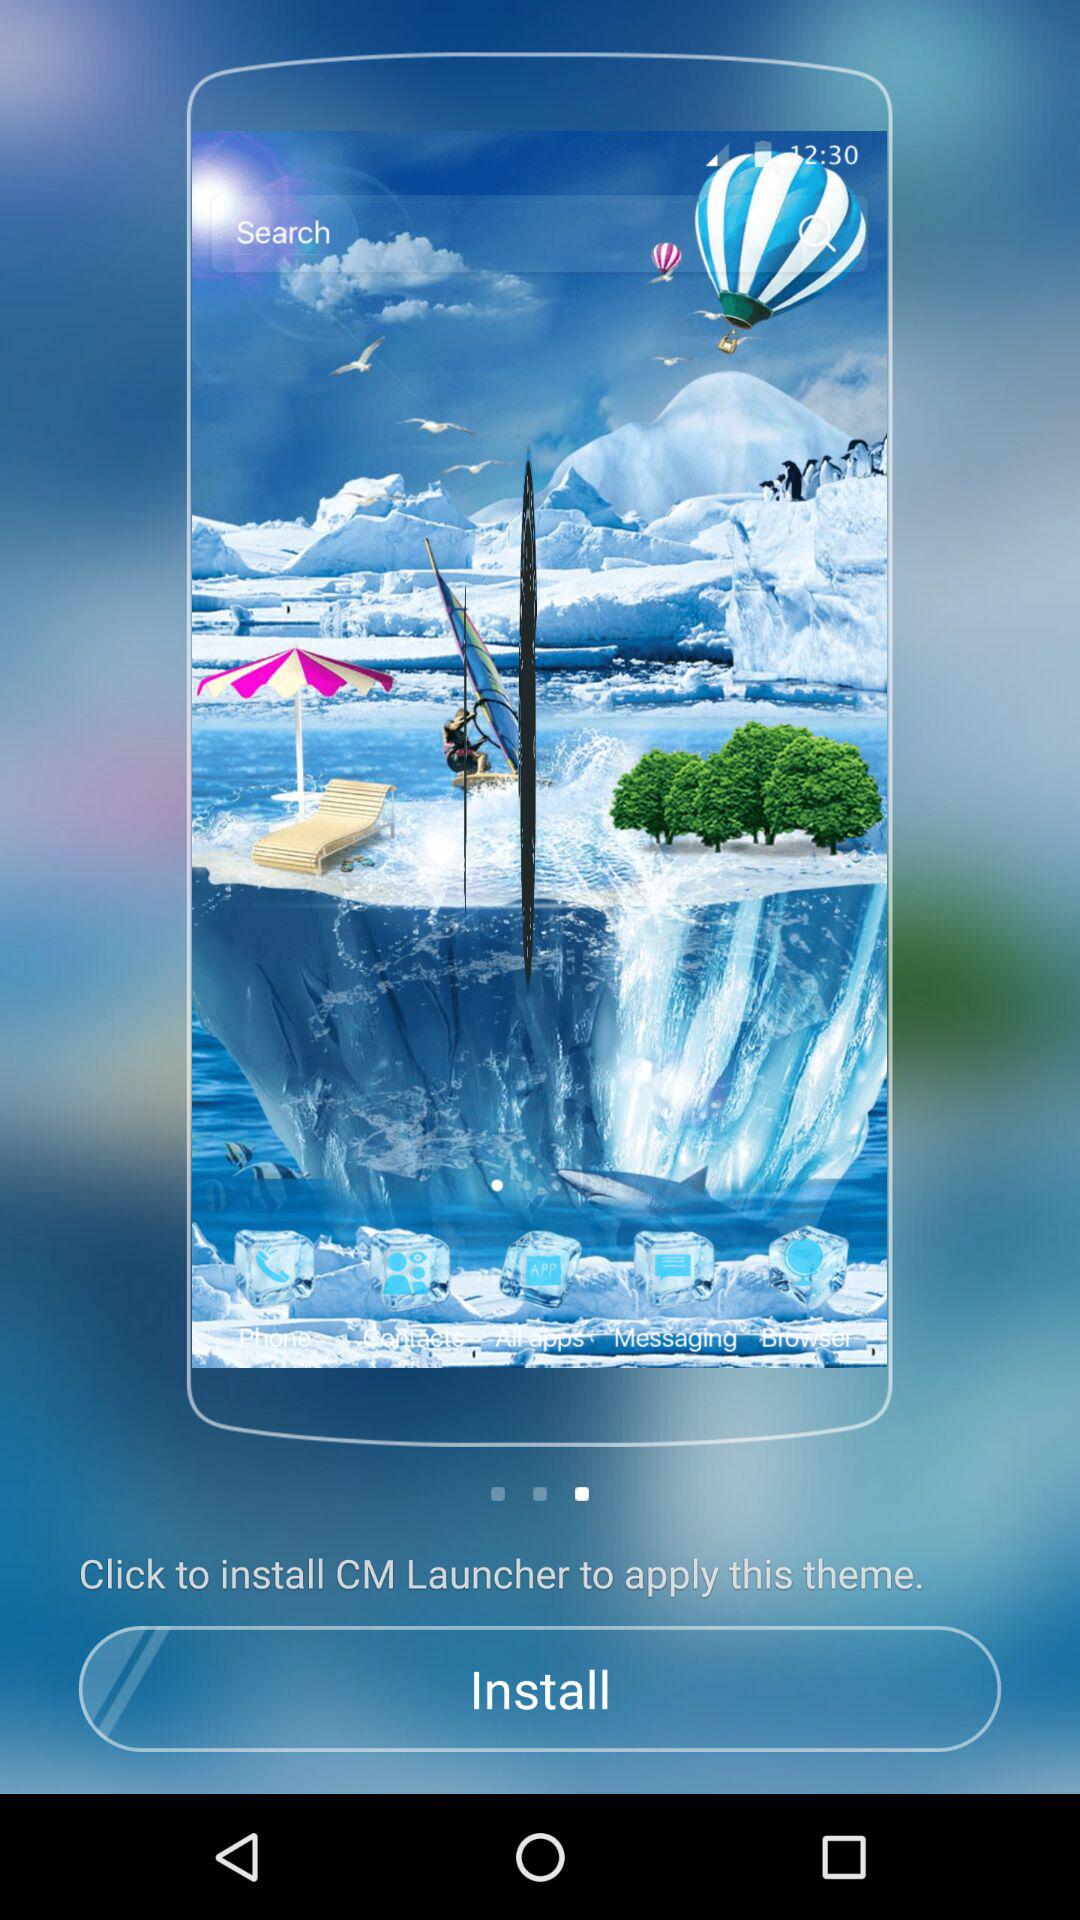 12:30
Search
APP
Phone Contacts All apps Messaging Browser
Click to install CM Launcher to apply this theme.
Install